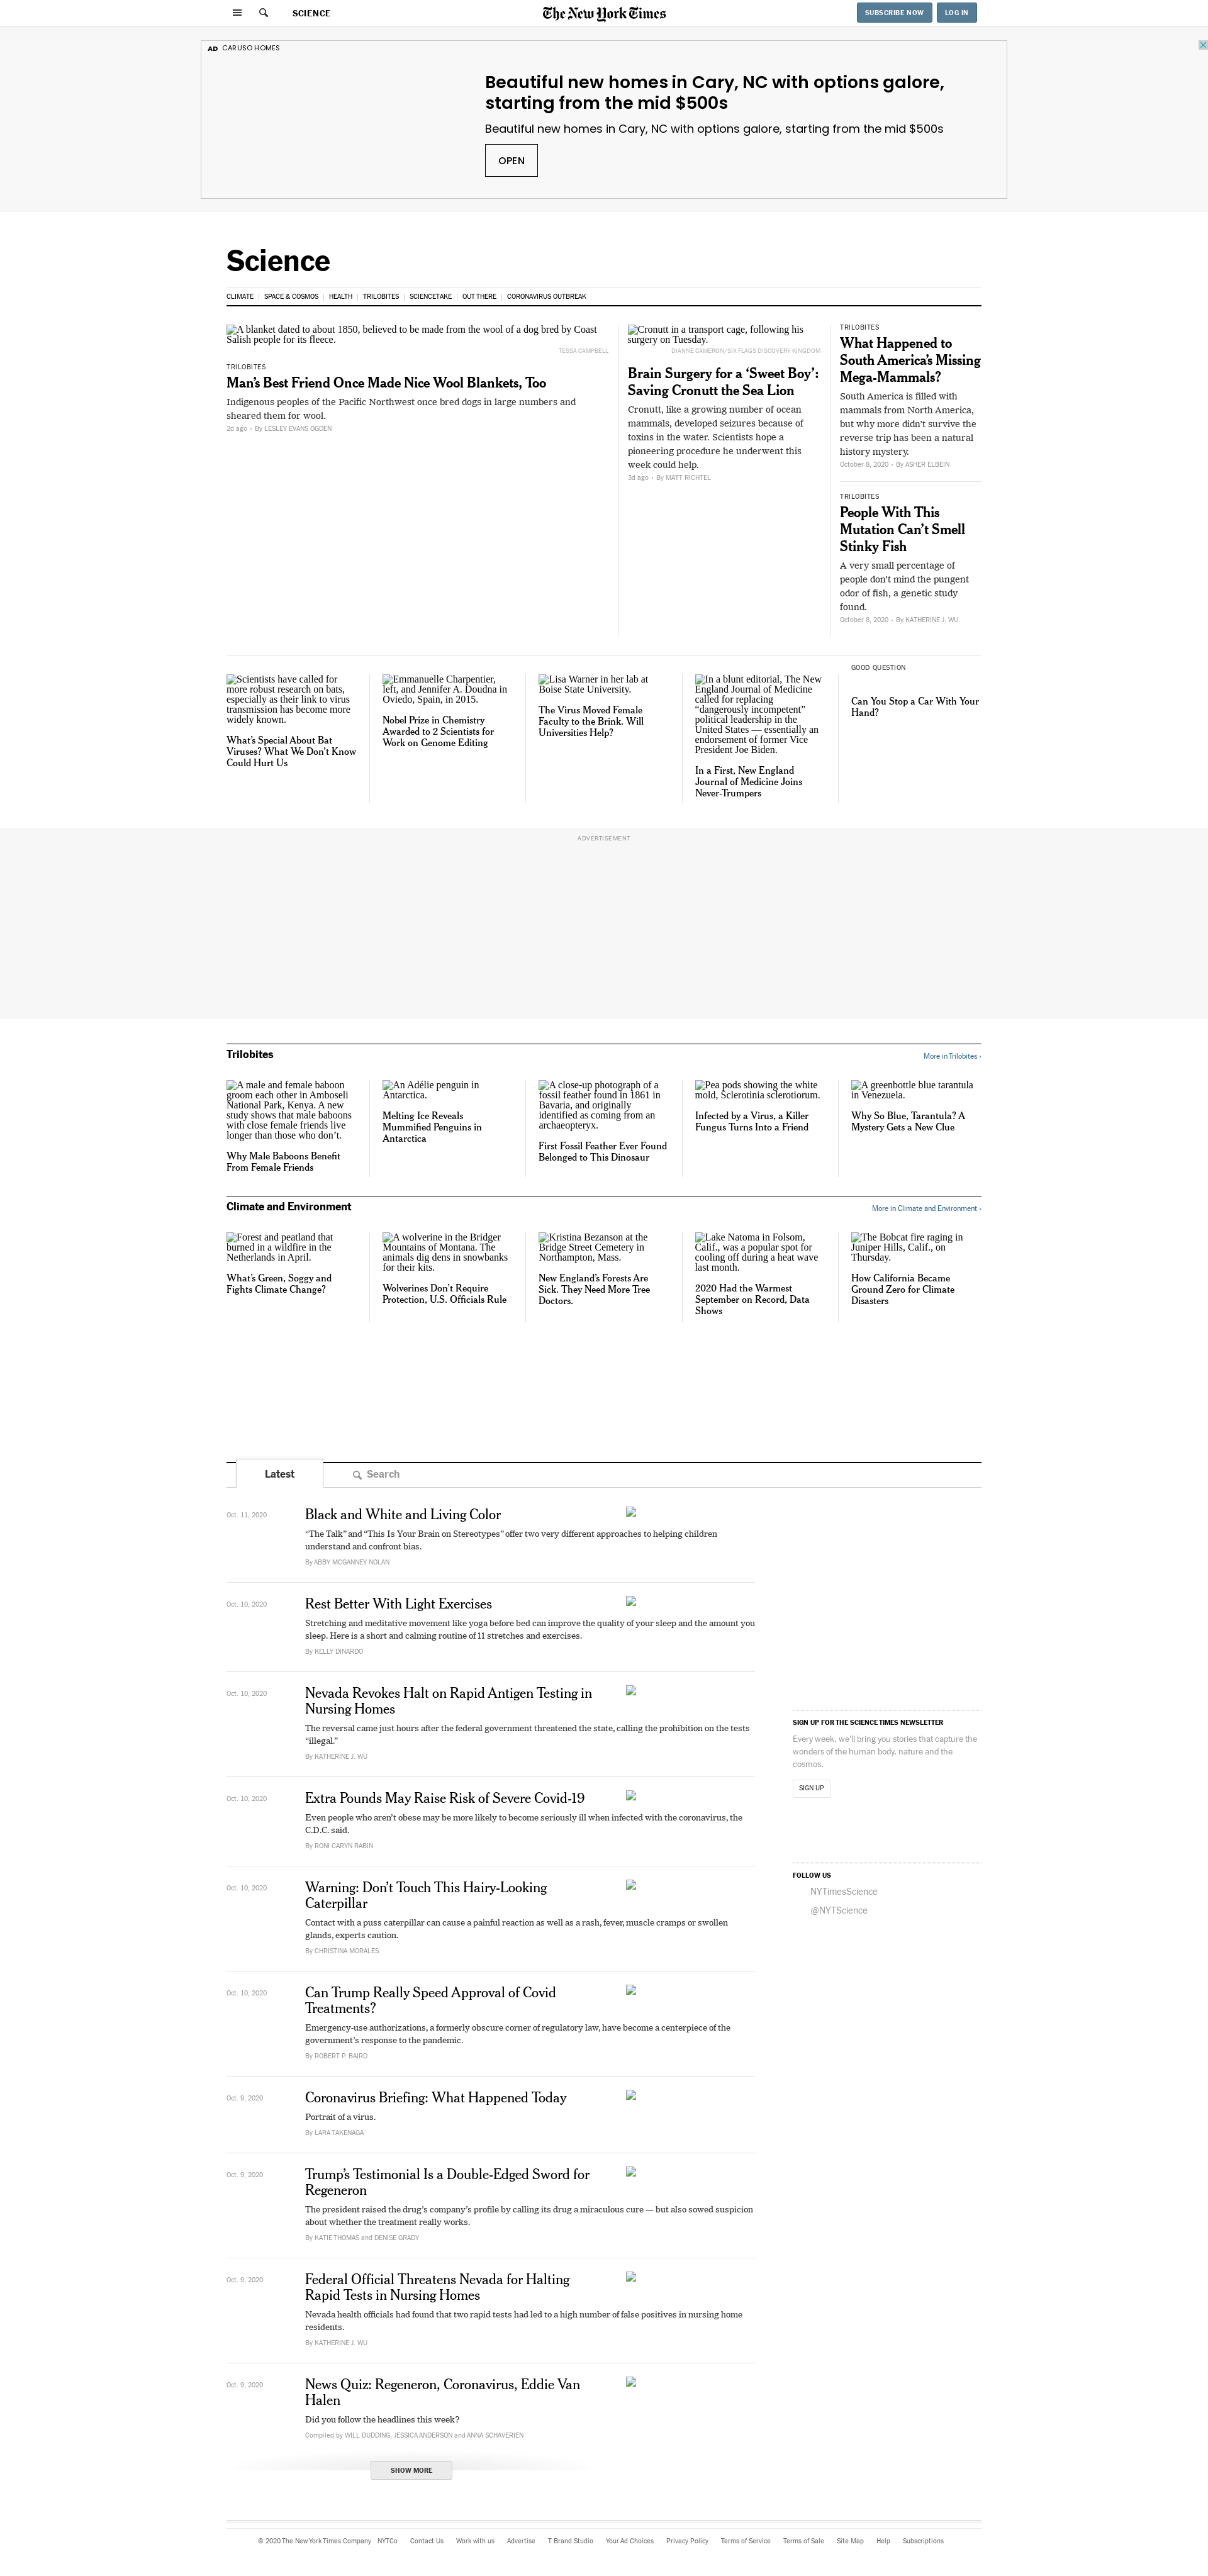 SCIENCE
The New York Times
SUBSCRIBE NOW
LOG IN
AD CARUSO HOMES
Beautiful new homes in Cary, NC with options galore,
starting from the mid $500s
Beautiful new homes in Cary, NC with options galore, starting from the mid $500s
OPEN
Science
CLIMATE
SPACE & COSMOS
HEALTH
TRILOBITES
SCIENCETAKE
OUT THERE
CORONAVIRUS OUTBREAK
A blanket dated to about 1850, believed to be made from the wool of a dog bred by Coast
Salish people for its fleece.
TESSA CAMPBELL
TRILOBITES
Man’s Best Friend Once Made Nice Wool Blankets, Too
Indigenous peoples of the Pacific Northwest once bred dogs in large numbers and
sheared them for wool.
2d ago • By LESLEY EVANS OGDEN
Cronutt in a transport cage, following his
surgery on Tuesday.
DIANNE CAMERON/SIX FLAGS DISCOVERY KINGDOM
Brain Surgery for a ‘Sweet Boy’:
Saving Cronutt the Sea Lion
Cronutt, like a growing number of ocean
mammals, developed seizures because of
toxins in the water. Scientists hope a
pioneering procedure he underwent this
week could help.
3d ago • By MATT RICHTEL
TRILOBITES
What Happened to
South America’s Missing
Mega-Mammals?
South America is filled with
mammals from North America,
but why more didn’t survive the
reverse trip has been a natural
history mystery.
October 8, 2020 • By ASHER ELBEIN
TRILOBITES
People With This
Mutation Can’t Smell
Stinky Fish
A very small percentage of
people don’t mind the pungent
odor of fish, a genetic study
found.
October 8, 2020 • By KATHERINE J. WU
Scientists have called for
more robust research on bats,
especially as their link to virus
transmission has become more
widely known.
What’s Special About Bat
Viruses? What We Don’t Know
Could Hurt Us
Emmanuelle Charpentier,
left, and Jennifer A. Doudna in
Oviedo, Spain, in 2015.
Nobel Prize in Chemistry
Awarded to 2 Scientists for
Work on Genome Editing
Lisa Warner in her lab at
Boise State University.
The Virus Moved Female
Faculty to the Brink. Will
Universities Help?
In a blunt editorial, The New
England Journal of Medicine
called for replacing
“dangerously incompetent”
political leadership in the
United States — essentially an
endorsement of former Vice
President Joe Biden.
In a First, New England
Journal of Medicine Joins
Never-Trumpers
GOOD QUESTION
Can You Stop a Car With Your
Hand?
ADVERTISEMENT
Trilobites
More in Trilobites ›
A male and female baboon
groom each other in Amboseli
National Park, Kenya. A new
study shows that male baboons
with close female friends live
longer than those who don’t.
Why Male Baboons Benefit
From Female Friends
An Adélie penguin in
Antarctica.
Melting Ice Reveals
Mummified Penguins in
Antarctica
A close-up photograph of a
fossil feather found in 1861 in
Bavaria, and originally
identified as coming from an
archaeopteryx.
First Fossil Feather Ever Found
Belonged to This Dinosaur
Pea pods showing the white
mold, Sclerotinia sclerotiorum.
Infected by a Virus, a Killer
Fungus Turns Into a Friend
A greenbottle blue tarantula
in Venezuela.
Why So Blue, Tarantula? A
Mystery Gets a New Clue
Climate and Environment
More in Climate and Environment ›
Forest and peatland that
burned in a wildfire in the
Netherlands in April.
What’s Green, Soggy and
Fights Climate Change?
A wolverine in the Bridger
Mountains of Montana. The
animals dig dens in snowbanks
for their kits.
Wolverines Don’t Require
Protection, U.S. Officials Rule
Kristina Bezanson at the
Bridge Street Cemetery in
Northampton, Mass.
New England’s Forests Are
Sick. They Need More Tree
Doctors.
Lake Natoma in Folsom,
Calif., was a popular spot for
cooling off during a heat wave
last month.
2020 Had the Warmest
September on Record, Data
Shows
The Bobcat fire raging in
Juniper Hills, Calif., on
Thursday.
How California Became
Ground Zero for Climate
Disasters
Latest
Search
Oct. 11, 2020
Black and White and Living Color
“The Talk” and “This Is Your Brain on Stereotypes” offer two very different approaches to helping children
understand and confront bias.
By ABBY MCGANNEY NOLAN
Oct. 10, 2020
Rest Better With Light Exercises
Stretching and meditative movement like yoga before bed can improve the quality of your sleep and the amount you
sleep. Here is a short and calming routine of 11 stretches and exercises.
By KELLY DINARDO
Oct. 10, 2020
Nevada Revokes Halt on Rapid Antigen Testing in
Nursing Homes
The reversal came just hours after the federal government threatened the state, calling the prohibition on the tests
“illegal.”
By KATHERINE J. WU
Oct. 10, 2020
Extra Pounds May Raise Risk of Severe Covid-19
Even people who aren’t obese may be more likely to become seriously ill when infected with the coronavirus, the
C.D.C. said.
By RONI CARYN RABIN
Oct. 10, 2020
Warning: Don’t Touch This Hairy-Looking
Caterpillar
Contact with a puss caterpillar can cause a painful reaction as well as a rash, fever, muscle cramps or swollen
glands, experts caution.
By CHRISTINA MORALES
Oct. 10, 2020
Can Trump Really Speed Approval of Covid
Treatments?
Emergency-use authorizations, a formerly obscure corner of regulatory law, have become a centerpiece of the
government’s response to the pandemic.
By ROBERT P. BAIRD
Oct. 9, 2020
Coronavirus Briefing: What Happened Today
Portrait of a virus.
By LARA TAKENAGA
Oct. 9, 2020
Trump’s Testimonial Is a Double-Edged Sword for
Regeneron
The president raised the drug’s company’s profile by calling its drug a miraculous cure — but also sowed suspicion
about whether the treatment really works.
By KATIE THOMAS and DENISE GRADY
Oct. 9, 2020
Federal Official Threatens Nevada for Halting
Rapid Tests in Nursing Homes
Nevada health officials had found that two rapid tests had led to a high number of false positives in nursing home
residents.
By KATHERINE J. WU
Oct. 9, 2020
News Quiz: Regeneron, Coronavirus, Eddie Van
Halen
Did you follow the headlines this week?
Compiled by WILL DUDDING, JESSICA ANDERSON and ANNA SCHAVERIEN
SHOW MORE
SIGN UP FOR THE SCIENCE TIMES NEWSLETTER
Every week, we’ll bring you stories that capture the
wonders of the human body, nature and the
cosmos.
SIGN UP
FOLLOW US
NYTimesScience
@NYTScience
© 2020 The New York Times Company
NYTCo
Contact Us
Work with us
Advertise
T Brand Studio
Your Ad Choices
Privacy Policy
Terms of Service
Terms of Sale
Site Map
Help
Subscriptions